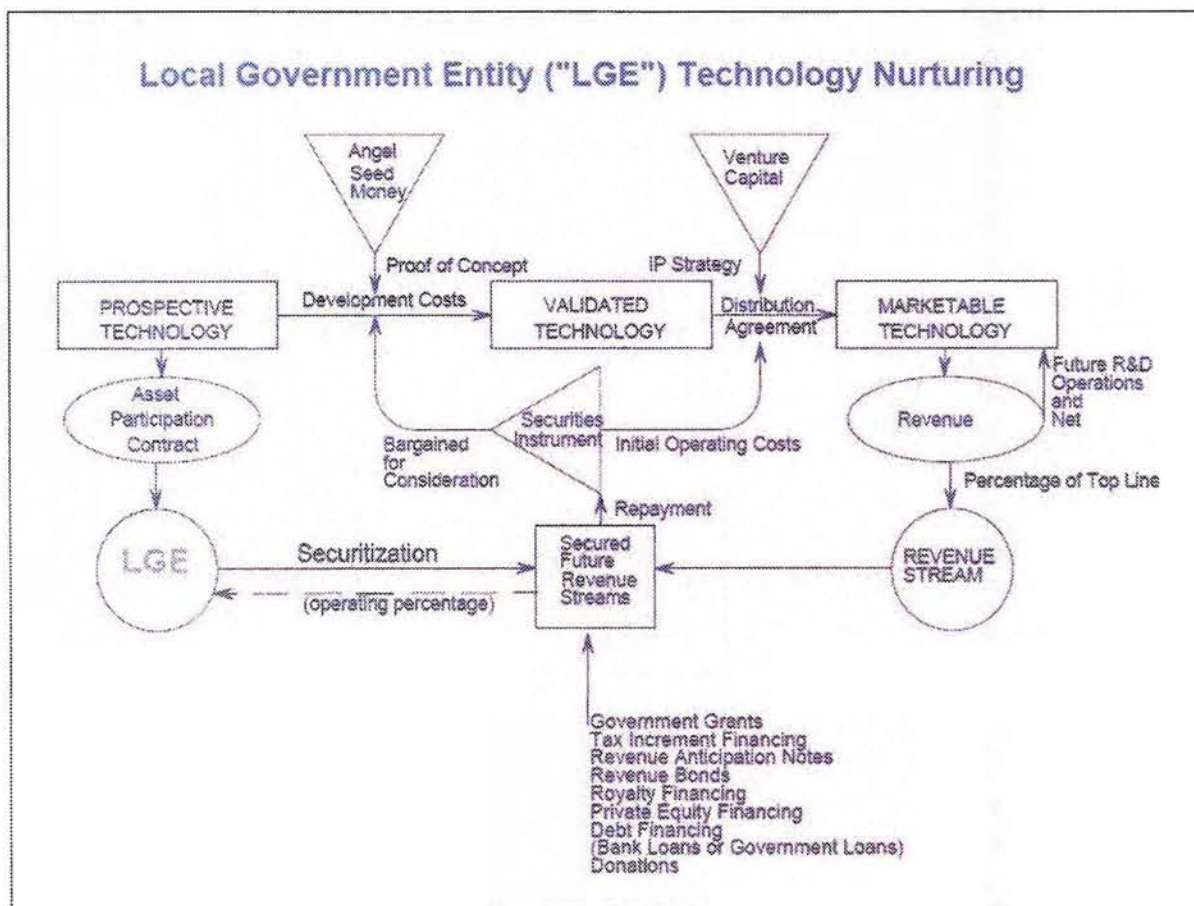 Local Government Entity ("LGE") Technology Nurturing
Angel
Seed
Money
Venture
Capital
Proof of Concept
IP Strategy
PROSPECTIVE
TECHNOLOGY
Development Costs
VALIDATED
TECHNOLOGY
Distribution
Agreement
MARKETABLE
TECHNOLOGY
Asset
Participation
Contract
Bargained
for
Consideration
Securities
Instrument
Initial Operating Costs
Revenue
Future R&D
Operations
and
Net
Repayment
Percentage of Top Line
LGE
Securitization
(operating percentage)
Secured
Future
Revenue
Streams
REVENUE
STREAM
Government Grants
Tax Increment Financing
Revenue Anticipation Notes
Revenue Bonds
Royalty Financing
Private Equity Financing
Debt Financing
(Bank Loans or Government Loans)
Donations